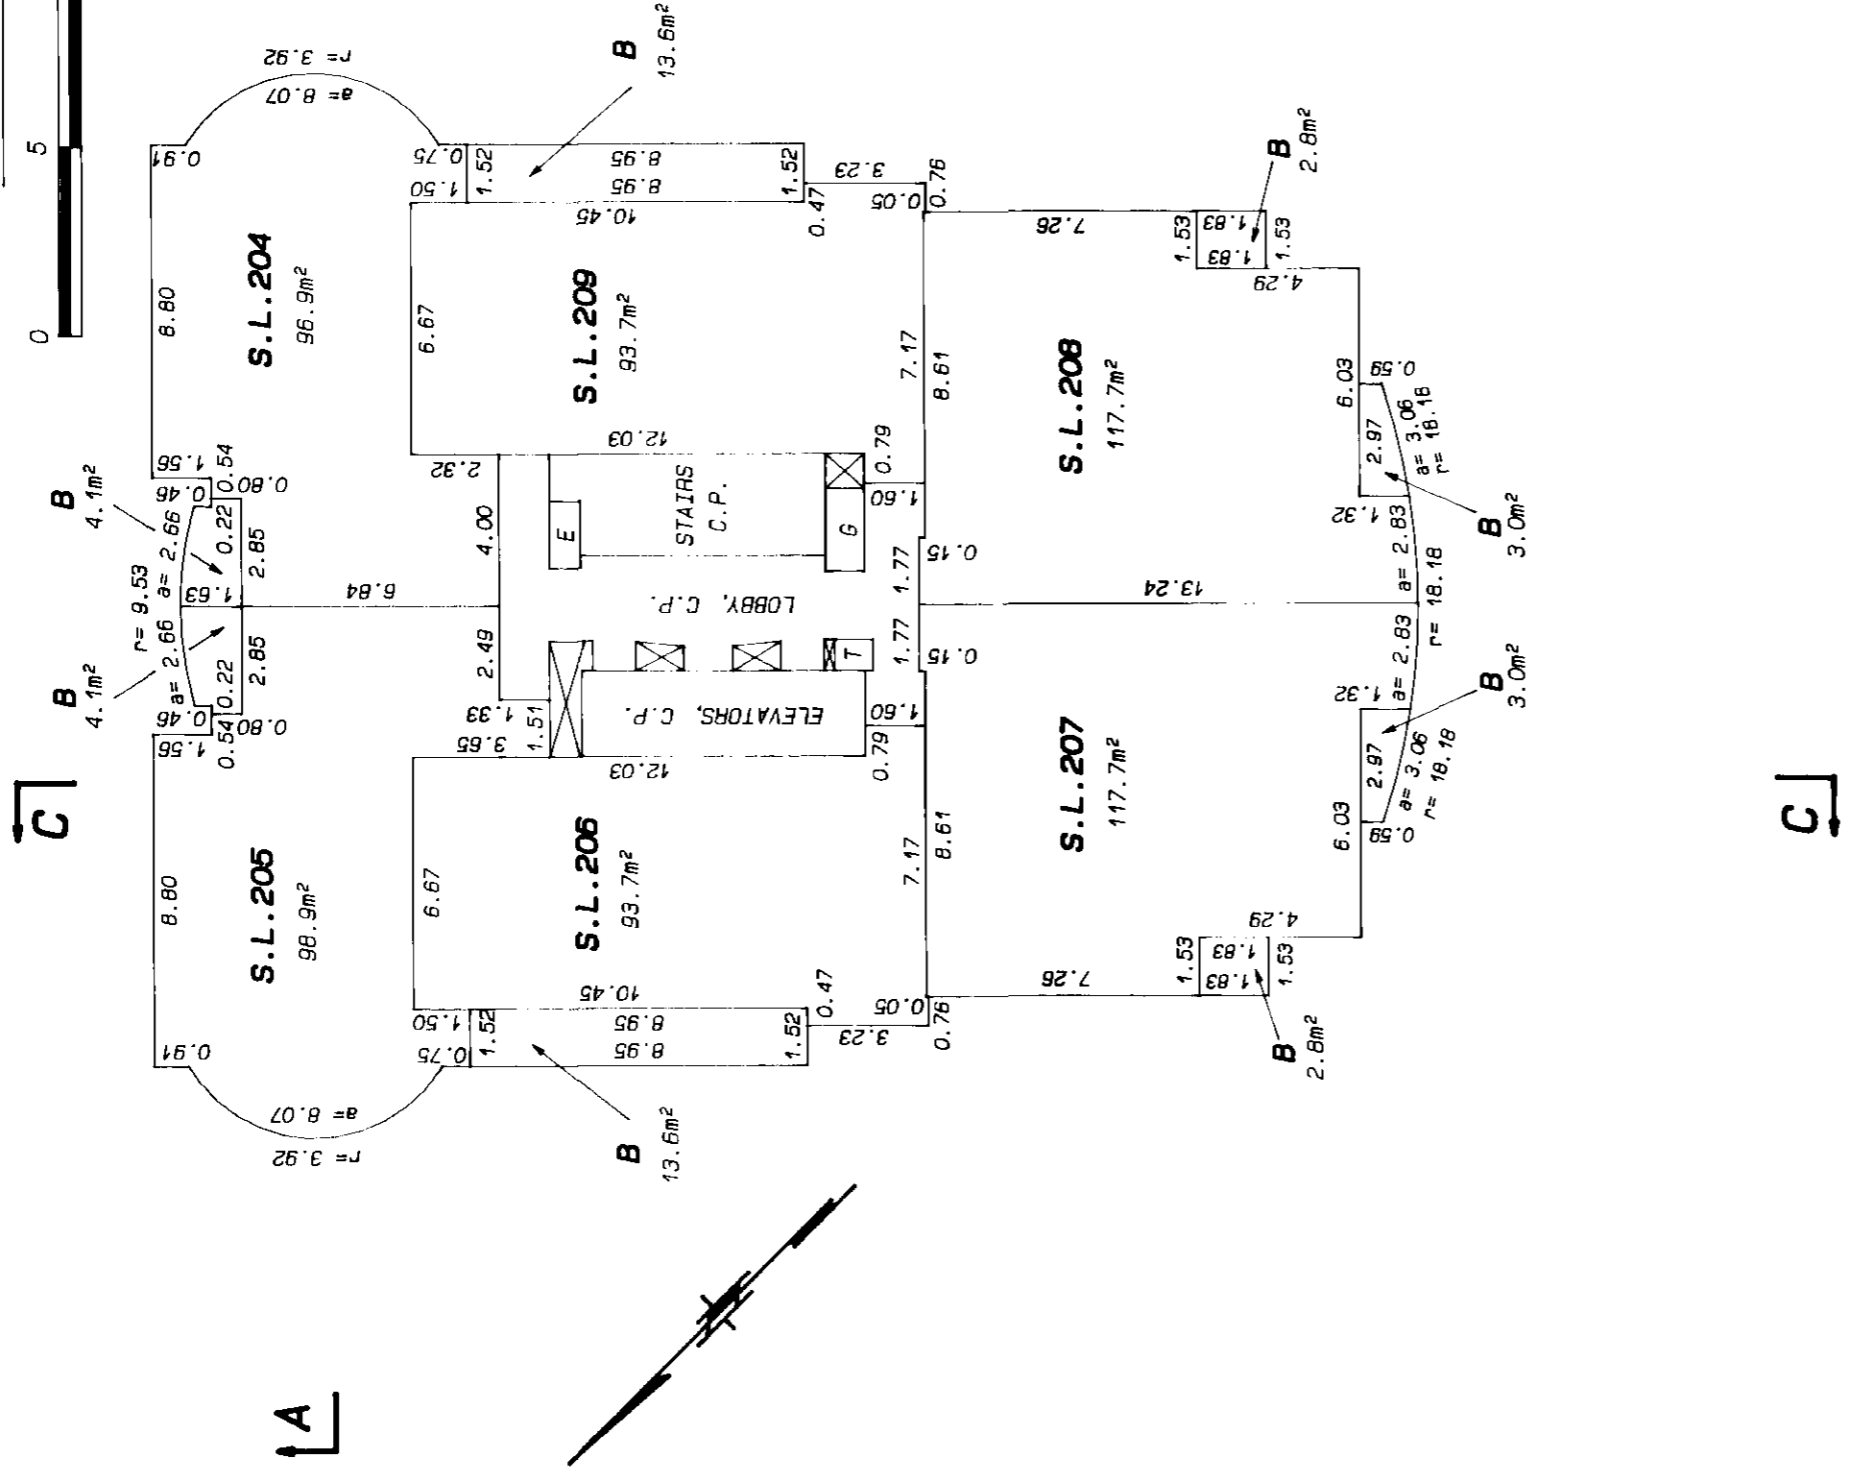 0
5
r= 3.92
a= 8.07
0.91
8.80
S.L.204
96.9m²
1.56
0.54
0.46
0.80
0.22
2.85
a= 2.66
B
4.1m²
r= 9.53
1.63
6.84
B
4.1m²
a= 2.66
0.22
2.85
0.46
0.54
0.80
1.56
8.80
S.L.205
98.9m²
0.91
a= 8.07
r= 3.92
C
B
13.6m²
0.75
1.50
1.52
8.95
8.95
1.52
10.45
0.47
3.23
0.05
0.76
6.67
S.L.209
93.7m²
12.03
2.32
4.00
2.49
1.33
1.51
3.65
E
STAIRS
C.P.
G
0.79
1.60
LOBBY, C.P.
T
ELEVATORS, C.P.
12.03
0.79
1.60
6.67
S.L.206
93.7m²
10.45
1.50
0.75
1.52
8.95
8.95
1.52
0.47
3.23
0.05
0.76
B
13.6m²
7.17
8.61
1.77
0.15
1.77
0.15
7.17
8.61
7.26
1.53
1.83
1.83
1.53
4.29
B
2.8m²
S.L.208
117.7m²
6.03
0.59
2.97
a= 3.06
r= 18.18
1.32
a= 2.83
B
3.0m²
13.24
r= 18.18
a= 2.83
1.32
B
3.0m²
2.97
a= 3.06
r= 18.18
0.59
6.03
S.L.207
117.7m²
7.26
1.53
1.83
1.83
1.53
4.29
B
2.8m²
C
A